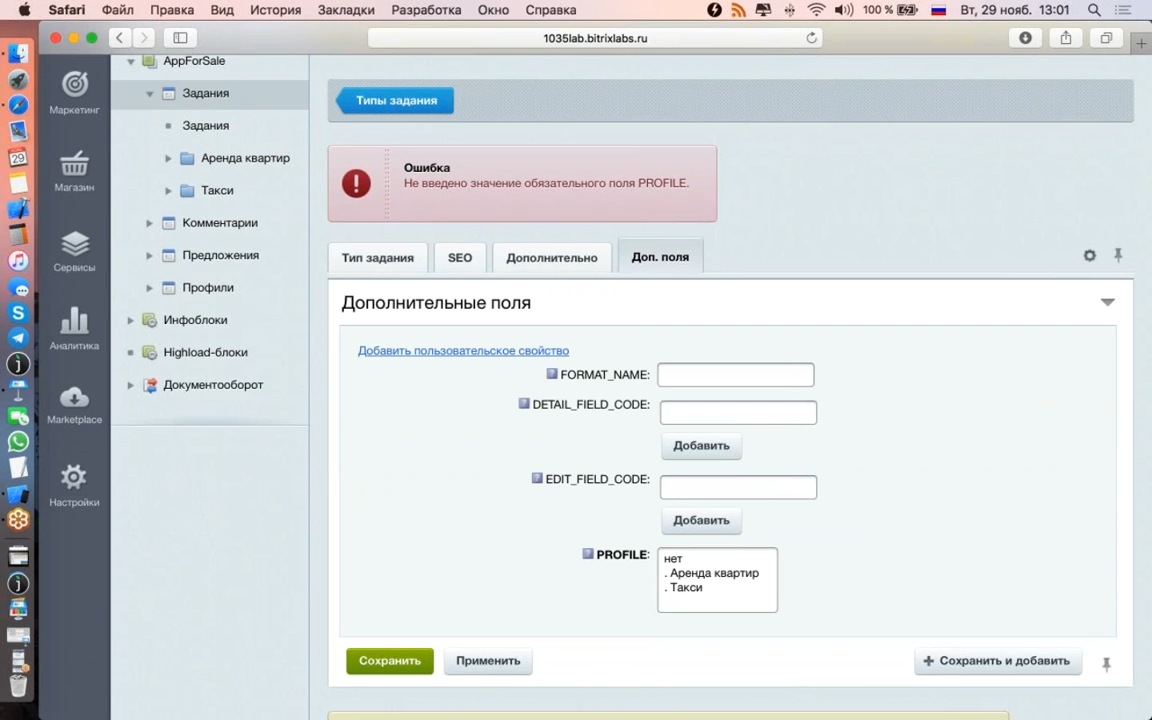 Safari Файл Правка Вид История Закладки Разработка Окно Справка 100 % Вт, 29 нояб. 13:01
1035lab.bitrixlabs.ru
AppForSale
Задания
Задания
Аренда квартир
Такси
Комментарии
Предложения
Профили
Инфоблоки
Highload-блоки
Документооборот
Маркетинг
Магазин
Сервисы
Аналитика
Marketplace
Настройки
29
Типы задания
Ошибка
Не введено значение обязательного поля PROFILE.
Тип задания SEO Дополнительно Доп. поля
Дополнительные поля
Добавить пользовательское свойство
FORMAT_NAME:
DETAIL_FIELD_CODE:
Добавить
EDIT_FIELD_CODE:
Добавить
PROFILE:
нет
. Аренда квартир
. Такси
Сохранить Применить + Сохранить и добавить